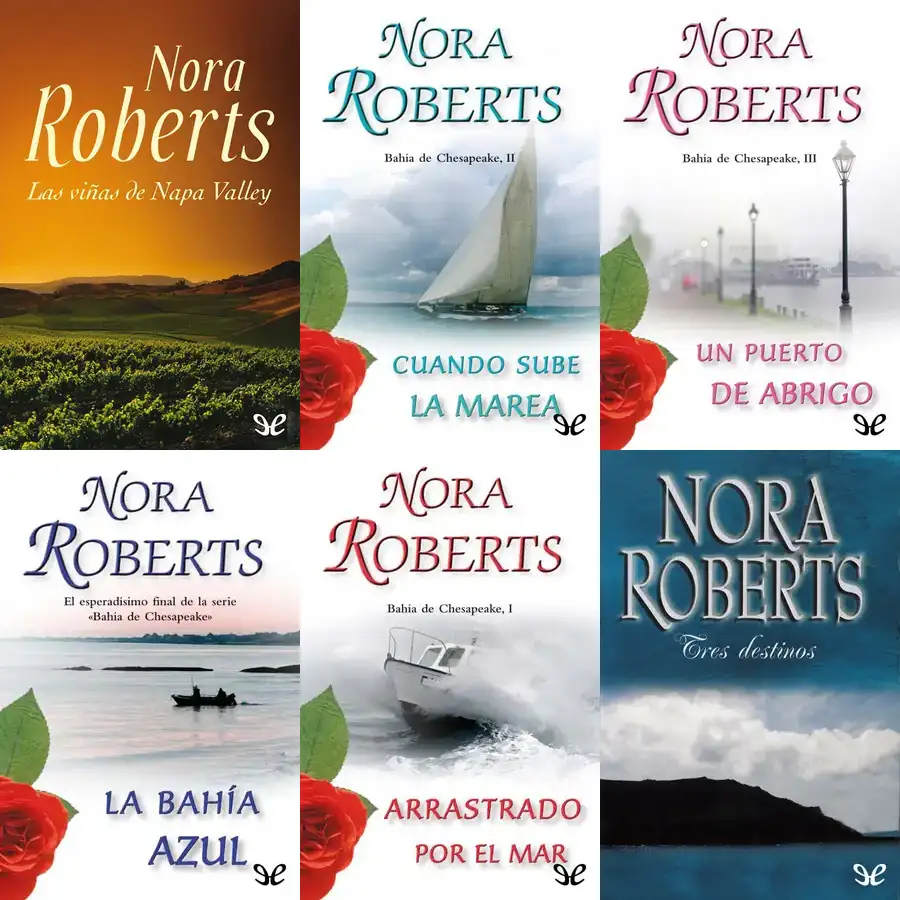 Nora
Roberts
Las viñas de Napa Valley
NORA
ROBERTS
Bahía de Chesapeake, II
CUANDO SUBE
LA MAREA
NORA
ROBERTS
Bahía de Chesapeake, III
UN PUERTO
DE ABRIGO
NORA
ROBERTS
El esperadísimo final de la serie
«Bahía de Chesapeake»
LA BAHÍA
AZUL
NORA
ROBERTS
Bahía de Chesapeake, I
ARRASTRADO
POR EL MAR
NORA
ROBERTS
Tres destinos